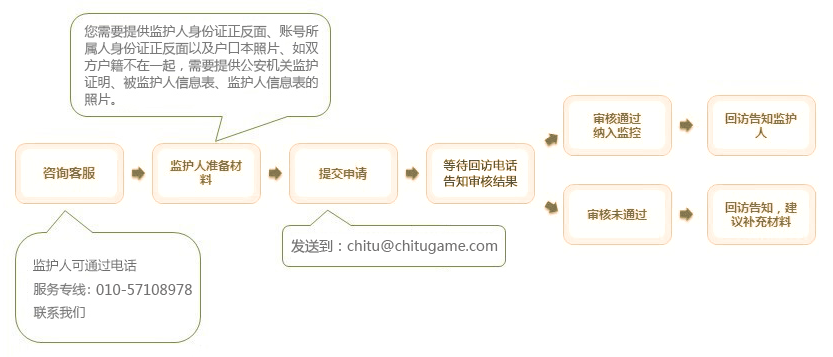 您需要提供监护人身份证正反面、账号所
属人身份证正反面以及户口本照片、如双
方户籍不在一起，需要提供公安机关监护
证明、被监护人信息表、监护人信息表的
照片。
咨询客服
监护人准备材
料
提交申请
等待回访电话
告知审核结果
审核通过
纳入监控
回访告知监护
人
审核未通过
回访告知，建
议补充材料
发送到：chitu@chitugame.com
监护人可通过电话
服务专线：010-57108978
联系我们